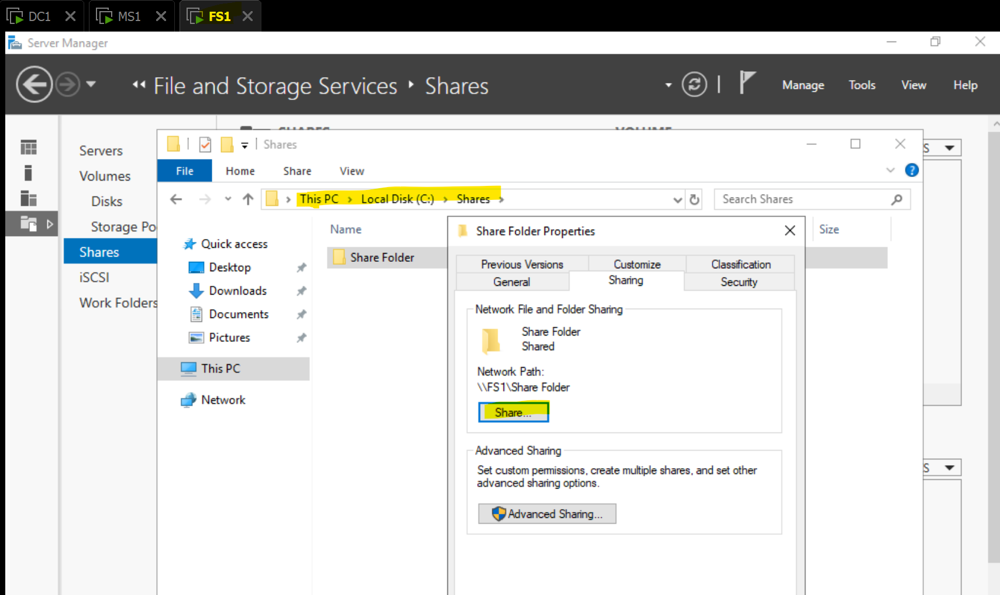 DC1 MS1 FS1
Server Manager
File and Storage Services Shares Manage Tools View Help
SHARES VOLUME
Servers
Volumes
Disks
Storage Po
Shares
iSCSI
Work Folders
Shares
File Home Share View
This PC Local Disk (C:) Shares Search Shares
Name Size
Quick access
Desktop
Downloads
Documents
Pictures
This PC
Network
Share Folder
Share Folder Properties
Previous Versions Customize Classification
General Sharing Security
Network File and Folder Sharing
Share Folder
Shared
Network Path:
\\FS1\Share Folder
Share...
Advanced Sharing
Set custom permissions, create multiple shares, and set other
advanced sharing options.
Advanced Sharing...
S
S